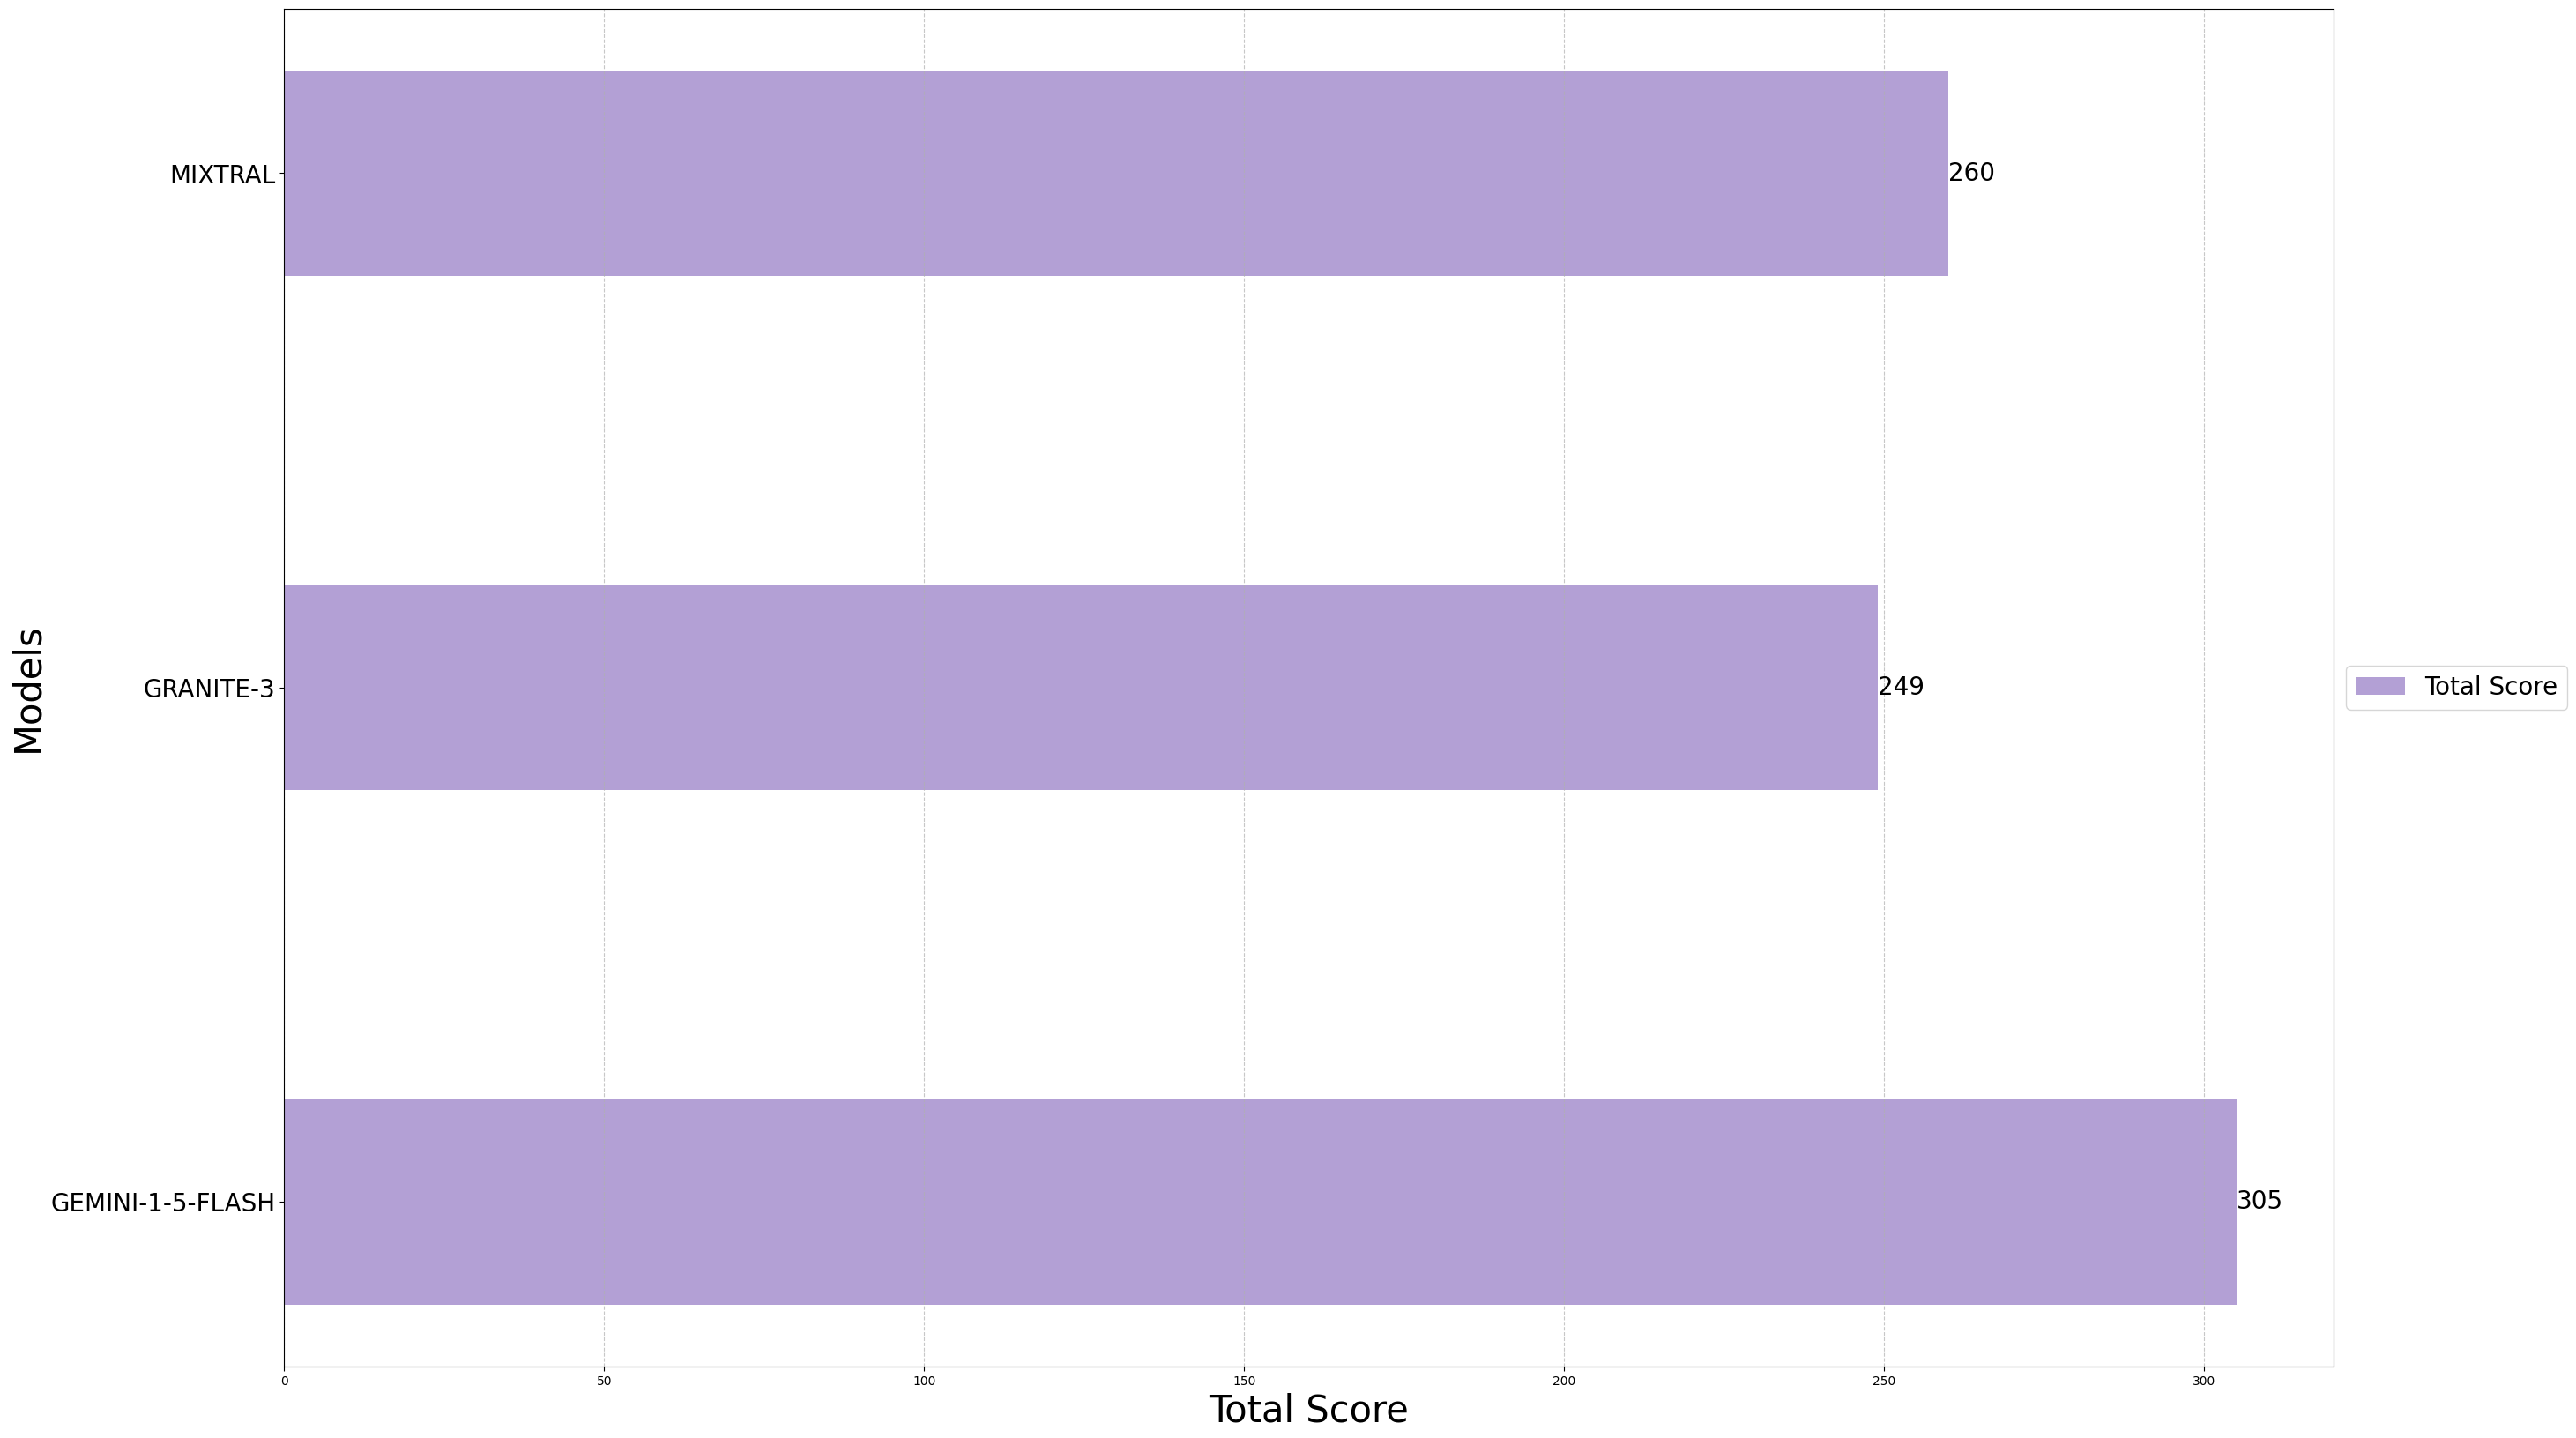 MIXTRAL
260
GRANITE-3
249
GEMINI-1-5-FLASH
305
Models
0 50 100 150 200 250 300
Total Score
Total Score